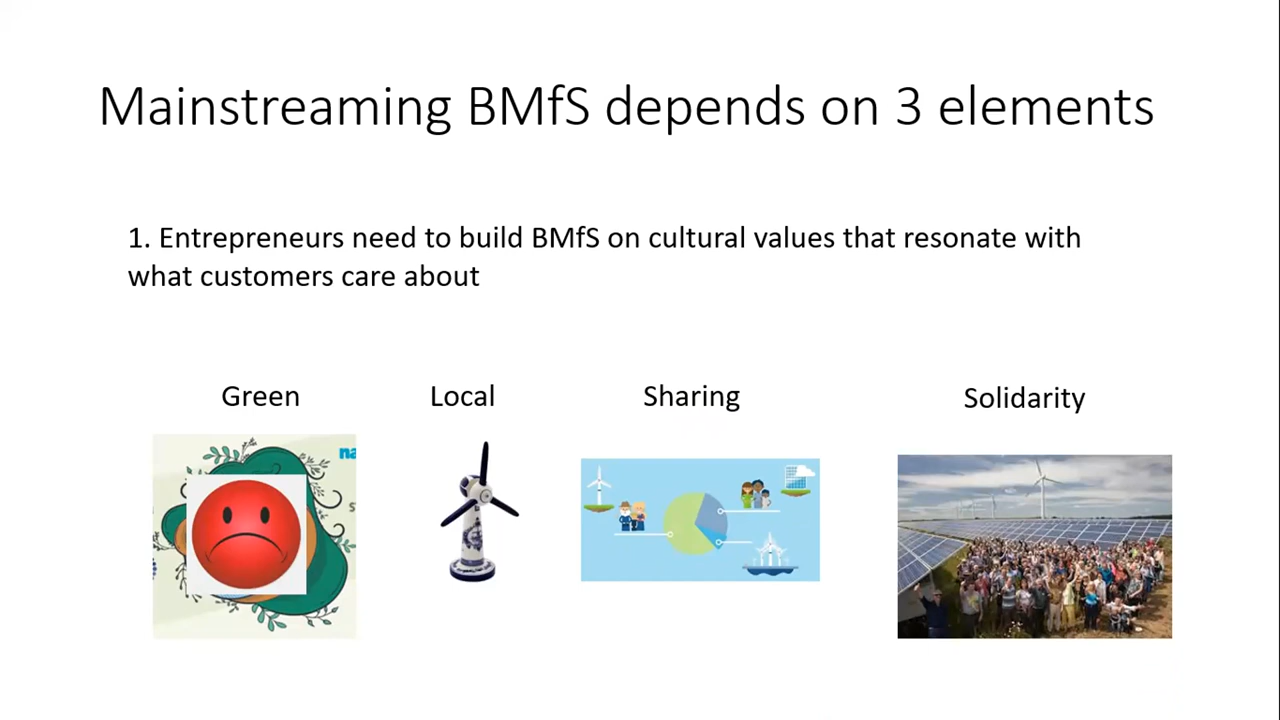 Mainstreaming BMfS depends on 3 elements
1. Entrepreneurs need to build BMfS on cultural values that resonate with
what customers care about
Green
Local
Sharing
Solidarity
na
s